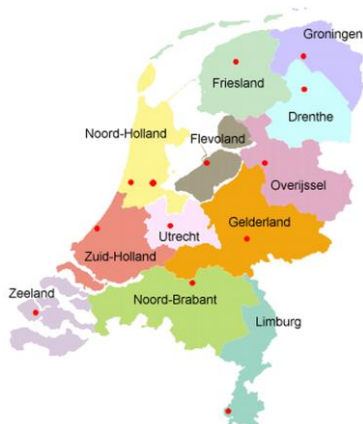 Groningen
Friesland
Drenthe
Noord-Holland
Flevoland
Overijssel
Gelderland
Utrecht
Zuid-Holland
Zeeland
Noord-Brabant
Limburg